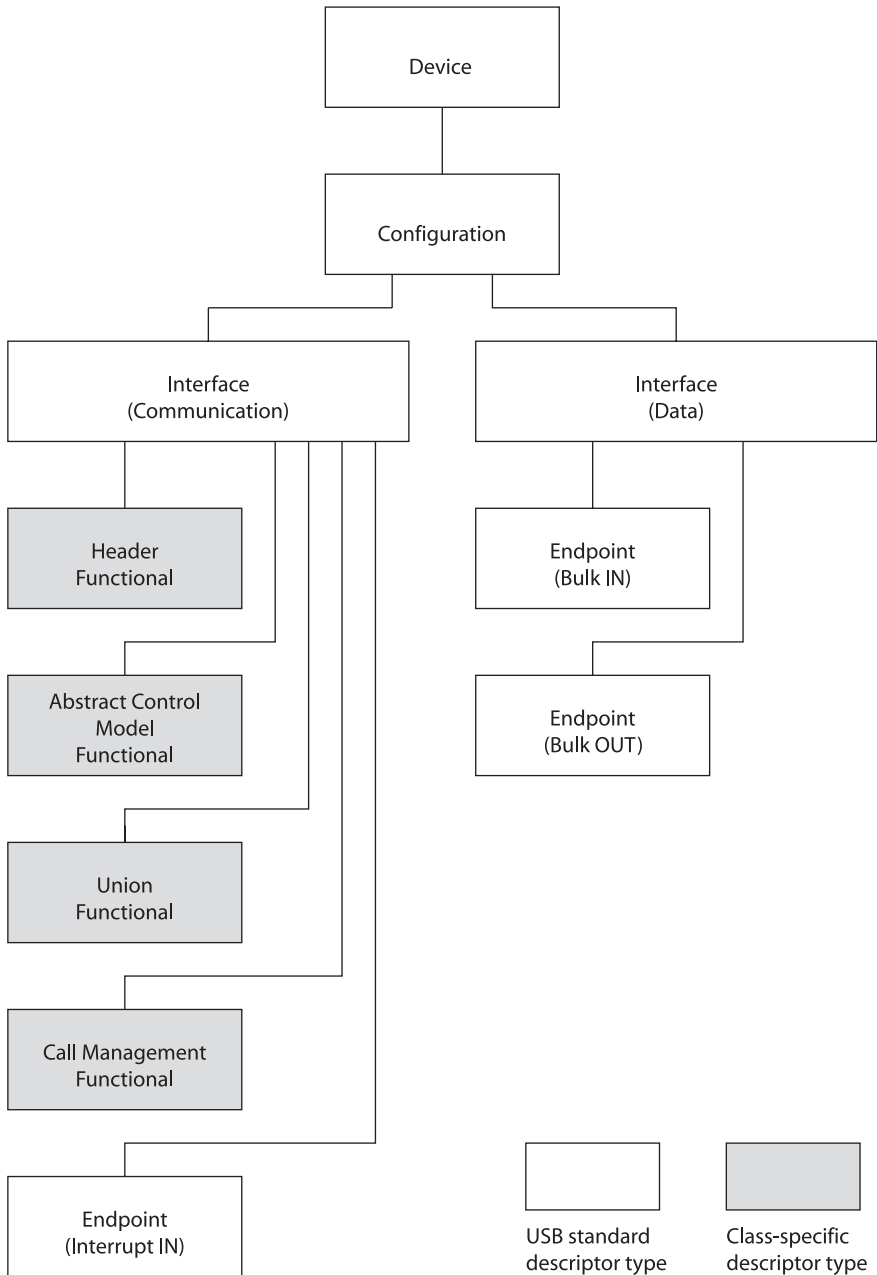 Device
Configuration
Interface
(Communication)
Interface
(Data)
Header
Functional
Endpoint
(Bulk IN)
Abstract Control
Model
Functional
Endpoint
(Bulk OUT)
Union
Functional
Call Management
Functional
Endpoint
(Interrupt IN)
USB standard
descriptor type
Class-specific
descriptor type